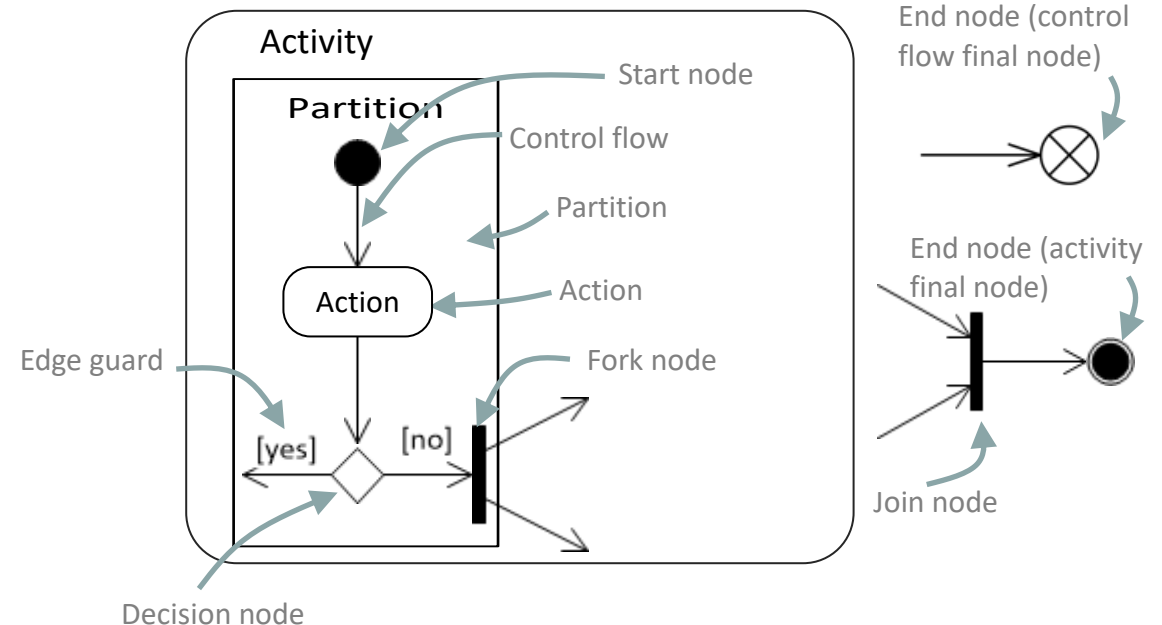 End node (control
flow final node)
Activity
Start node
Partition
Control flow
Partition
End node (activity
final node)
Action
Action
Edge guard
Fork node
[yes]
[no]
Join node
Decision node